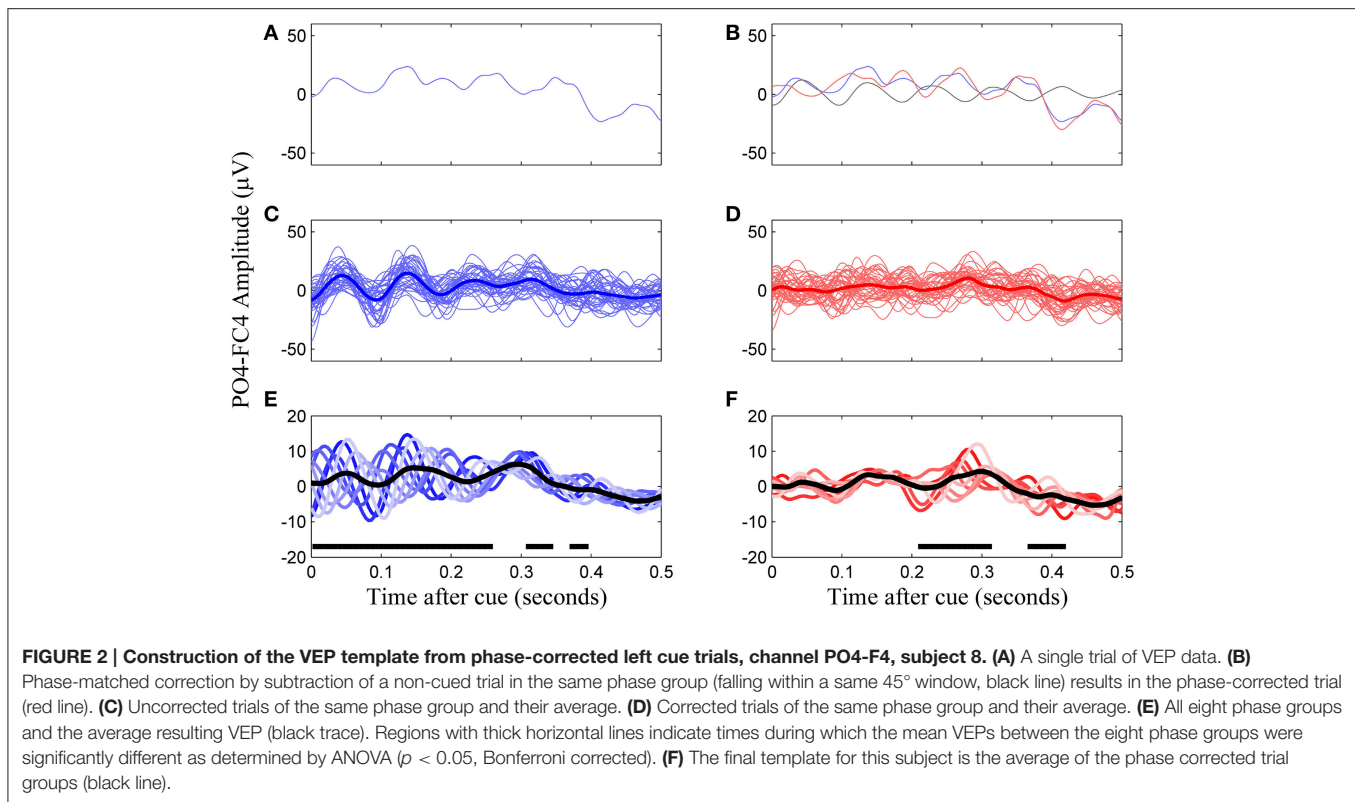 A
B
50
0
-50
50
0
-50
C
D
50
0
-50
50
0
-50
PO4-FC4 Amplitude (µV)
E
F
20
10
0
-10
-20
20
10
0
-10
-20
0 0.1 0.2 0.3 0.4 0.5
0 0.1 0.2 0.3 0.4 0.5
Time after cue (seconds)
Time after cue (seconds)
FIGURE 2 | Construction of the VEP template from phase-corrected left cue trials, channel PO4-F4, subject 8. (A) A single trial of VEP data. (B)
Phase-matched correction by subtraction of a non-cued trial in the same phase group (falling within a same 45° window, black line) results in the phase-corrected trial
(red line). (C) Uncorrected trials of the same phase group and their average. (D) Corrected trials of the same phase group and their average. (E) All eight phase groups
and the average resulting VEP (black trace). Regions with thick horizontal lines indicate times during which the mean VEPs between the eight phase groups were
significantly different as determined by ANOVA (p < 0.05, Bonferroni corrected). (F) The final template for this subject is the average of the phase corrected trial
groups (black line).